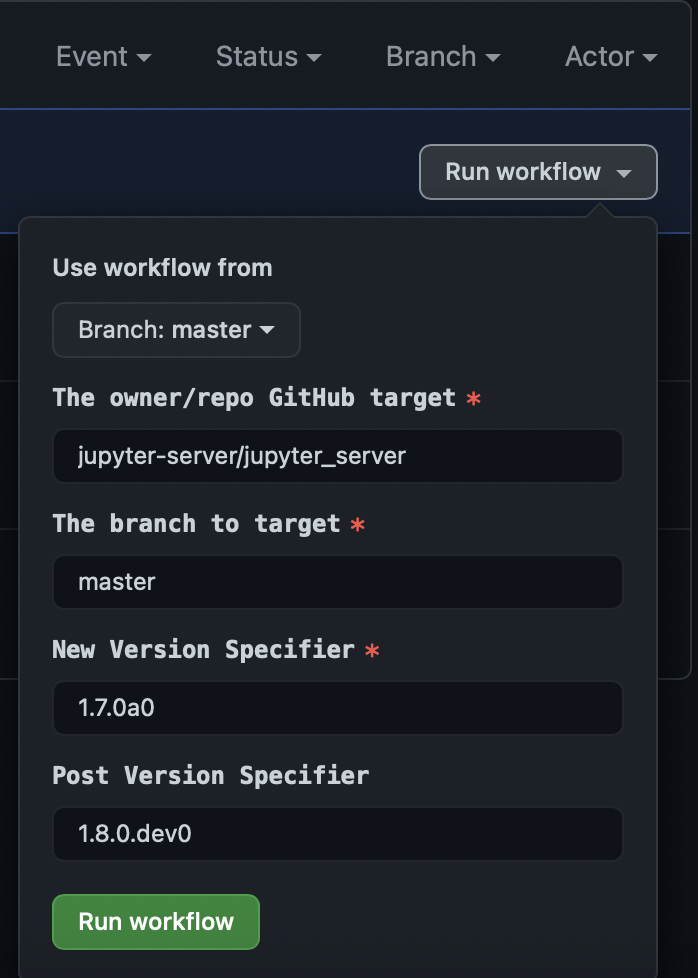 Event Status Branch Actor
Run workflow
Use workflow from
Branch: master
The owner/repo GitHub target *
jupyter-server/jupyter_server
The branch to target *
master
New Version Specifier *
1.7.0a0
Post Version Specifier
1.8.0.dev0
Run workflow